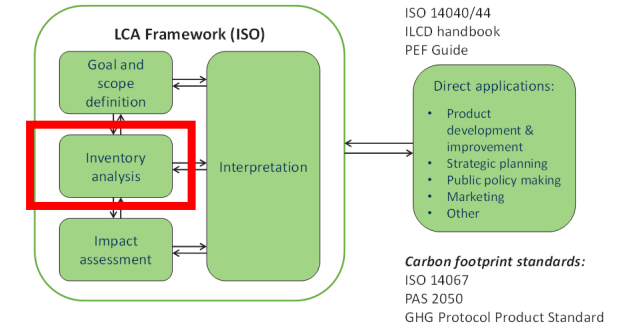 LCA Framework (ISO)
Goal and
scope
definition
Inventory
analysis
Impact
assessment
Interpretation
ISO 14040/44
ILCD handbook
PEF Guide
Direct applications:
• Product
development &
improvement
• Strategic planning
• Public policy making
• Marketing
• Other
Carbon footprint standards:
ISO 14067
PAS 2050
GHG Protocol Product Standard